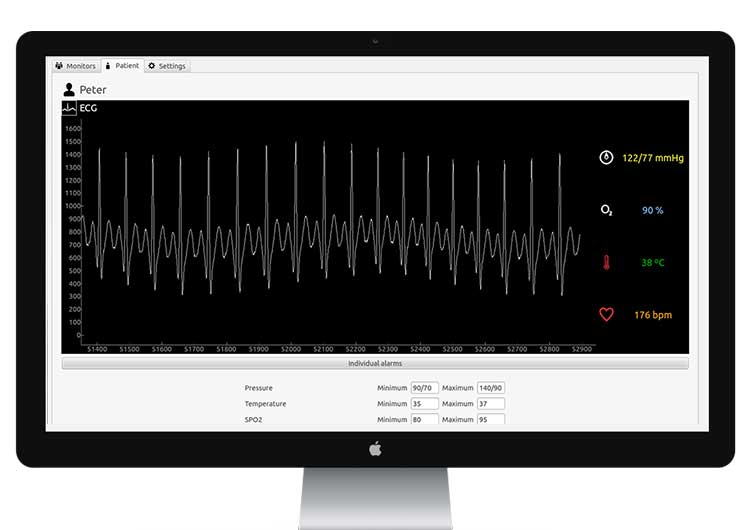 Monitors Patient Settings
Peter
ECG
1600
1500
1400
1300
1200
1100
1000
900
800
700
600
500
400
300
200
100
0
51400 51500 51600 51700 51800 51900 52000 52100 52200 52300 52400 52500 52600 52700 52800 52900
122/77 mmHg
O₂ 90 %
38 ºC
176 bpm
Individual alarms
Pressure Minimum 90/70 Maximum 140/90
Temperature Minimum 35 Maximum 37
SPO2 Minimum 80 Maximum 95